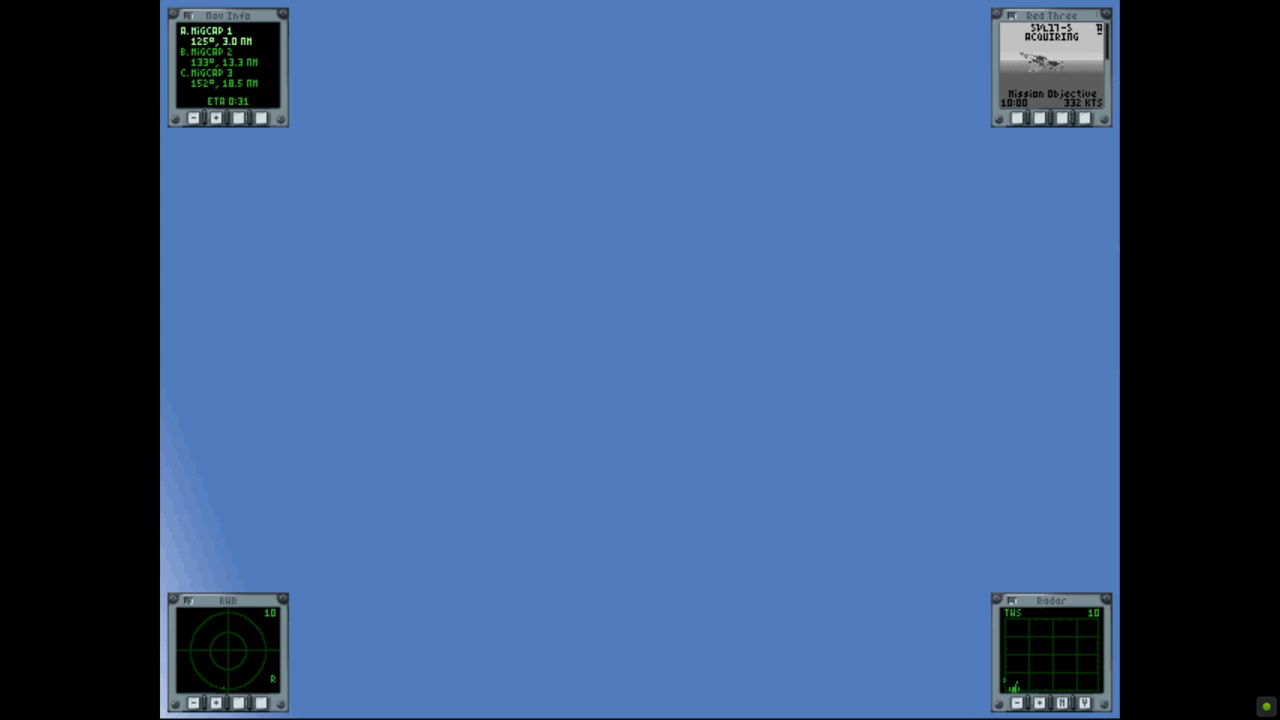 Nav Info
A.MiGCAP 1
125º, 3.0 NM
B.MiGCAP 2
133º, 13.3 NM
C.MiGCAP 3
152º, 18.5 NM
ETA 0:31
- +
Red Three
ACQUIRING
Mission Objective
10:00 332 KTS
RWR
10
R
- +
Radar
TWS 10
- + M Y